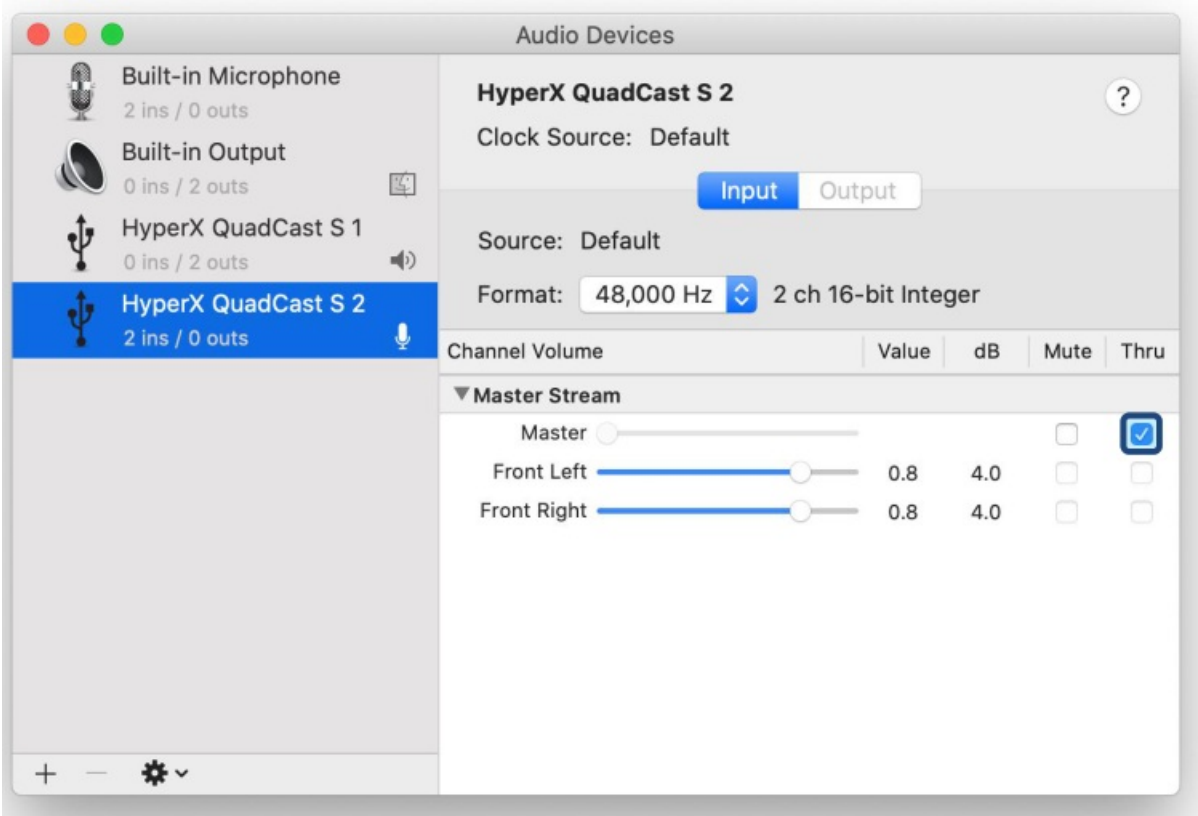 Audio Devices
Built-in Microphone
2 ins / 0 outs
Built-in Output
0 ins / 2 outs
HyperX QuadCast S 1
0 ins / 2 outs
HyperX QuadCast S 2
2 ins / 0 outs
HyperX QuadCast S 2
?
Clock Source: Default
Input Output
Source: Default
Format: 48,000 Hz 2 ch 16-bit Integer
Channel Volume Value dB Mute Thru
Master Stream
Master
Front Left 0.8 4.0
Front Right 0.8 4.0